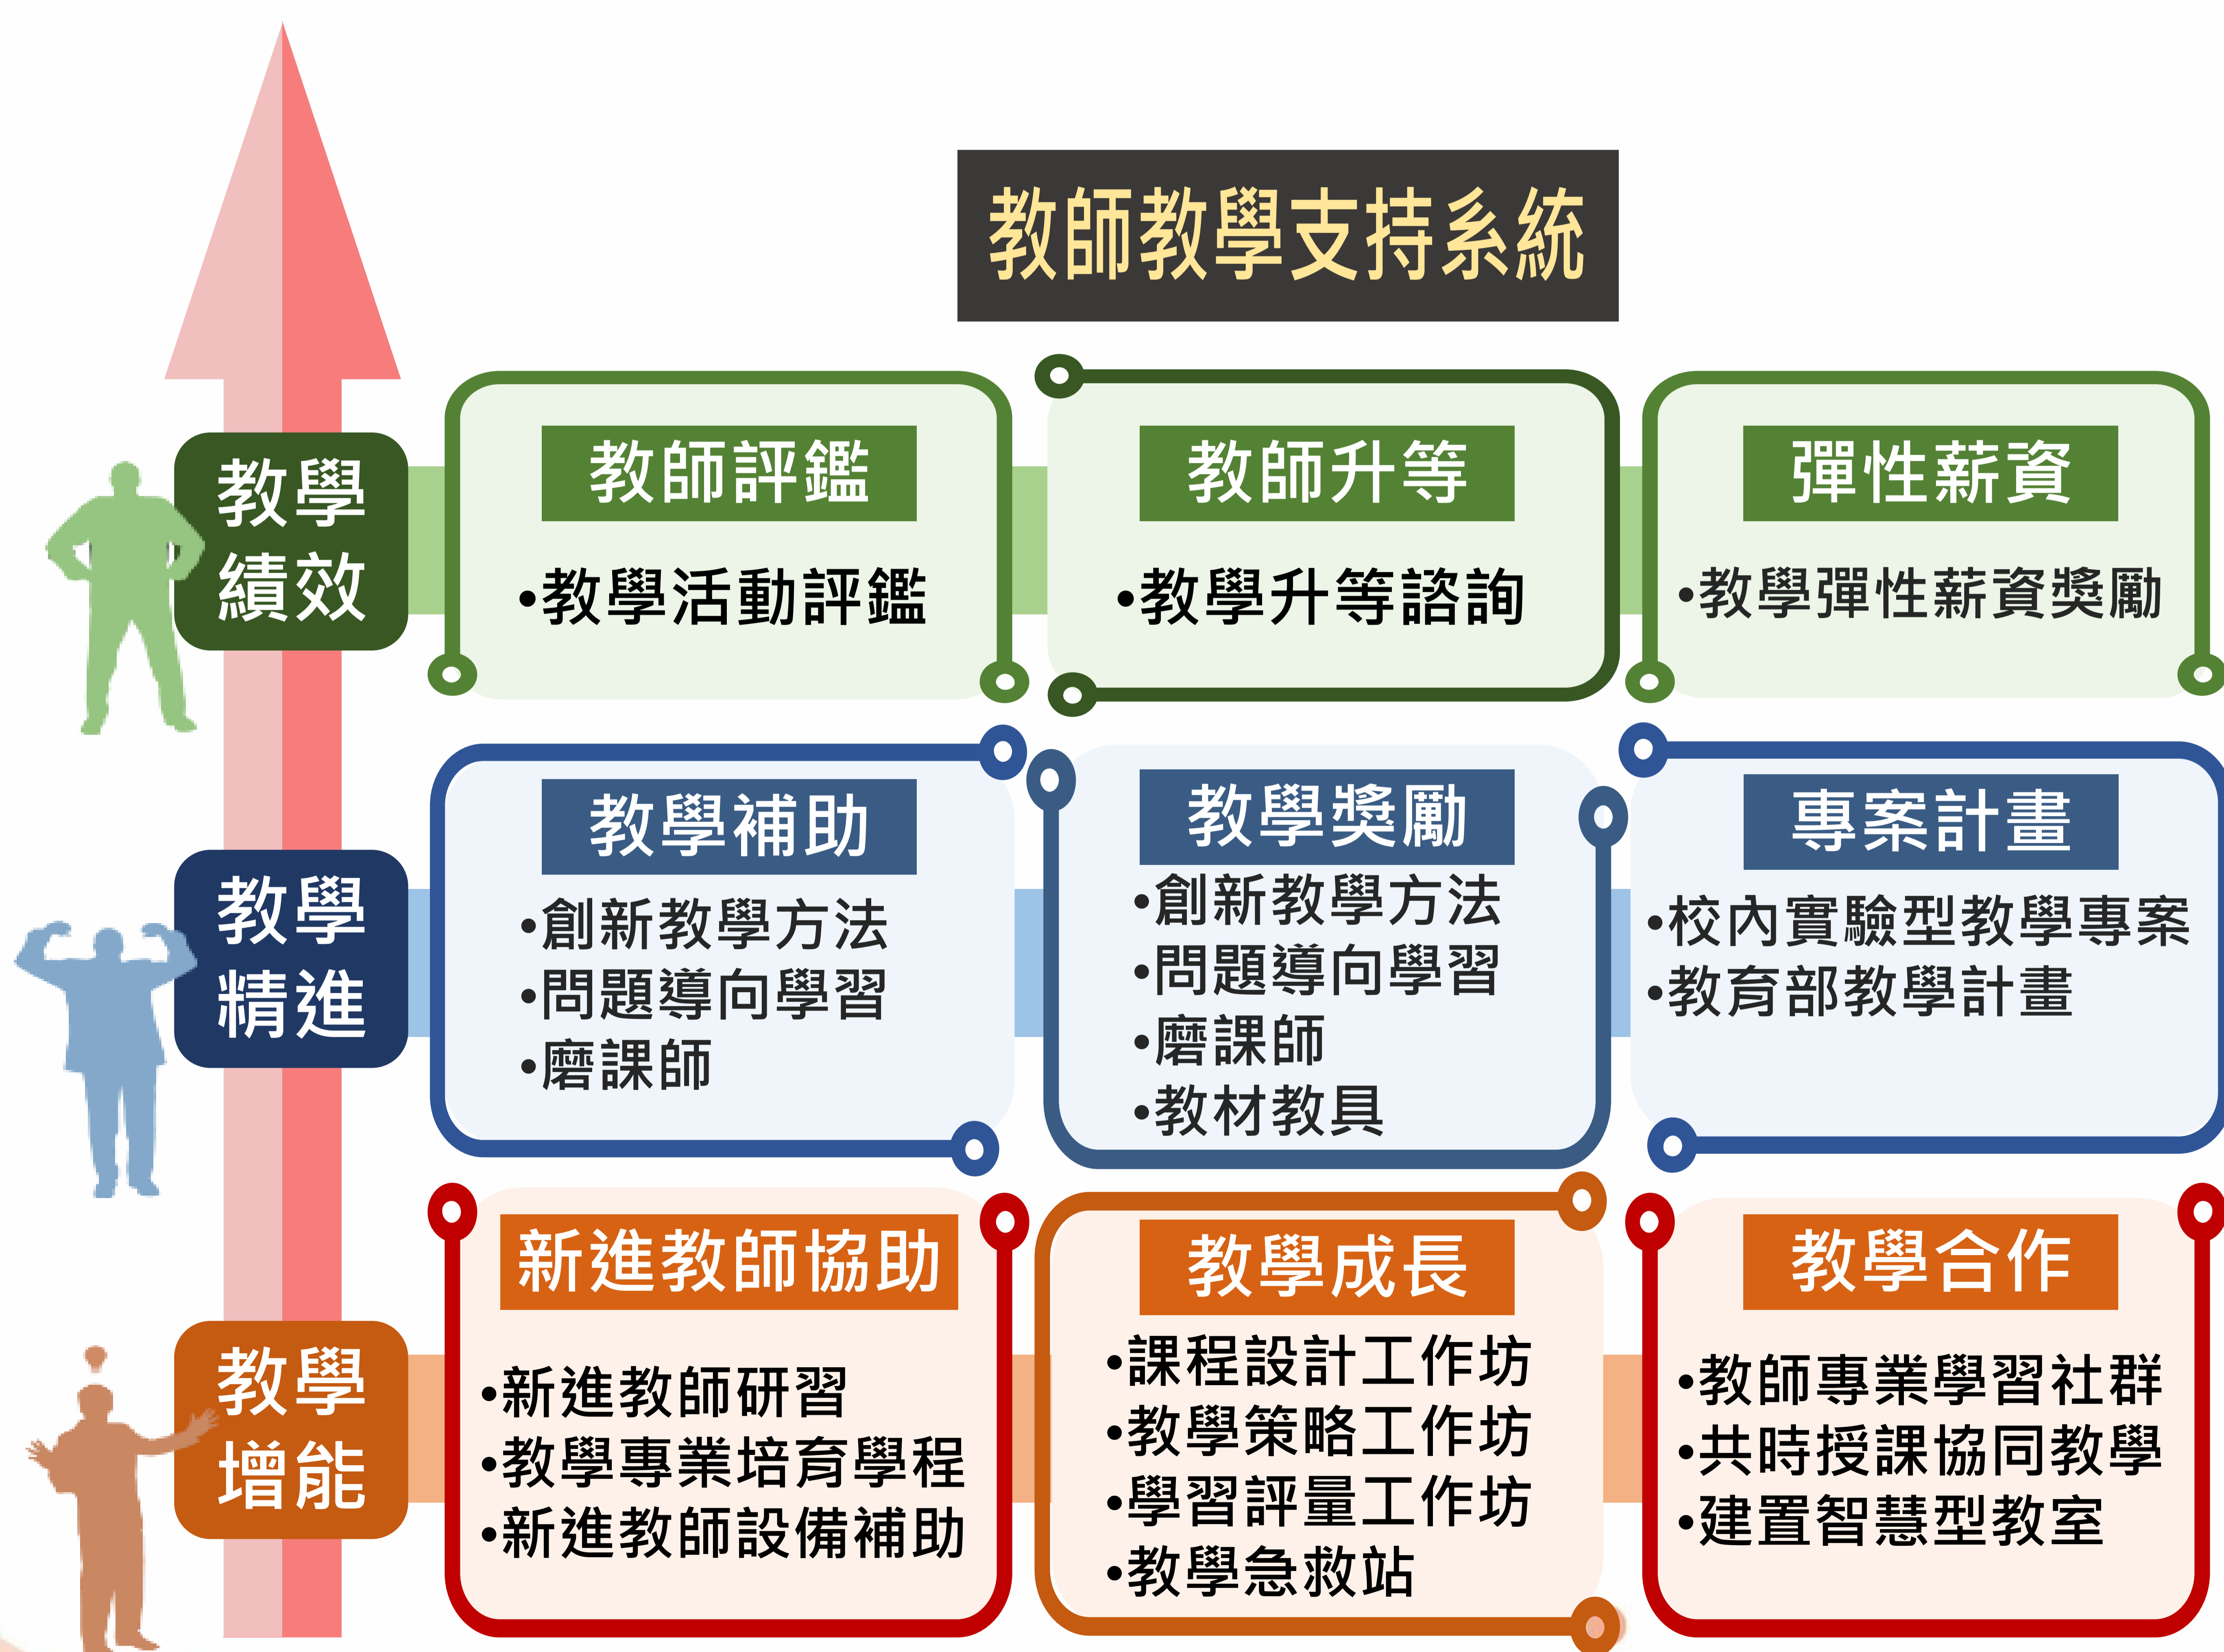 教師教學支持系統
教學
績效
教師評鑑
•教學活動評鑑
教師升等
•教學升等諮詢
彈性薪資
•教學彈性薪資獎勵
教學
精進
教學補助
•創新教學方法
•問題導向學習
•磨課師
教學獎勵
•創新教學方法
•問題導向學習
•磨課師
•教材教具
專案計畫
•校內實驗型教學專案
•教育部教學計畫
教學
增能
新進教師協助
•新進教師研習
•教學專業培育學程
•新進教師設備補助
教學成長
•課程設計工作坊
•教學策略工作坊
•學習評量工作坊
•教學急救站
教學合作
•教師專業學習社群
•共時授課協同教學
•建置智慧型教室